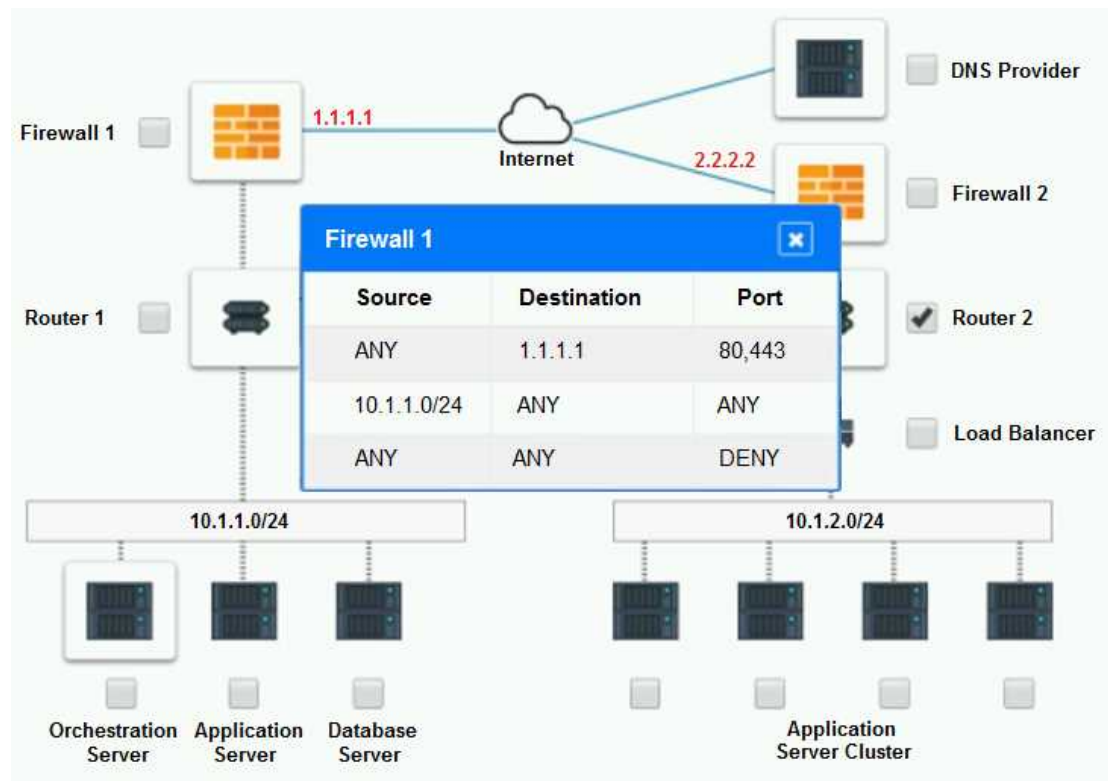 DNS Provider
Firewall 1
1.1.1.1
Internet
2.2.2.2
Firewall 2
Firewall 1
Source Destination Port
ANY 1.1.1.1 80,443
10.1.1.0/24 ANY ANY
ANY ANY DENY
Router 1
Router 2
Load Balancer
10.1.1.0/24
10.1.2.0/24
Orchestration
Server
Application
Server
Database
Server
Application
Server Cluster